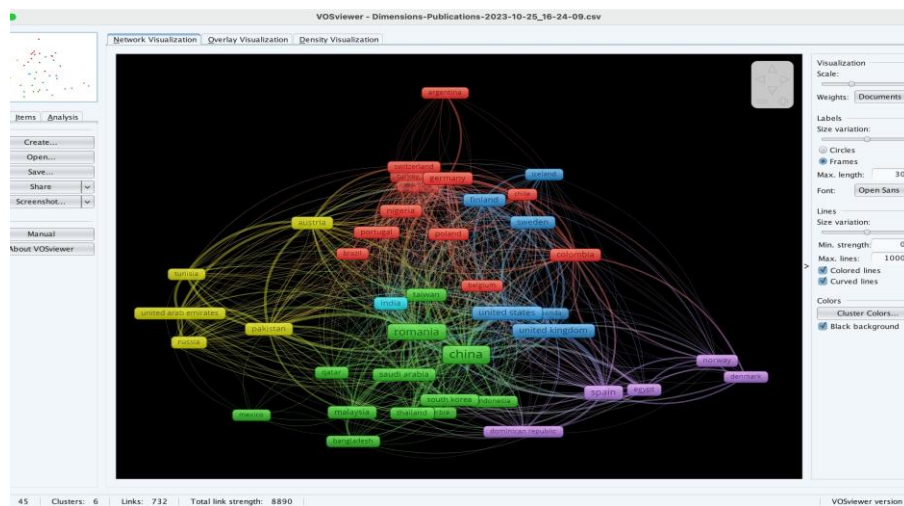 VOSviewer - Dimensions-Publications-2023-10-25_16-24-09.csv
Network Visualization Overlay Visualization Density Visualization
Items Analysis
Create...
Open...
Save...
Share
Screenshot...
Manual
About VOSviewer
argentina
switzerland
germany
iceland
finland
nigeria
austria
sweden
portugal
poland
brazil
colombia
tunisia
belgium
taiwan
india
united arab emirates
united states
pakistan
romania
united kingdom
russia
china
norway
qatar
saudi arabia
denmark
spain
egypt
south korea
indonesia
mexico
malaysia
thailand
dominican republic
bangladesh
Visualization
Scale:
Weights: Documents
Labels
Size variation:
Circles
Frames
Max. length: 30
Font: Open Sans
Lines
Size variation:
Min. strength: 0
Max. lines: 1000
Colored lines
Curved lines
Colors
Cluster Colors...
Black background
>
45 Clusters: 6 Links: 732 Total link strength: 8890
VOSviewer version